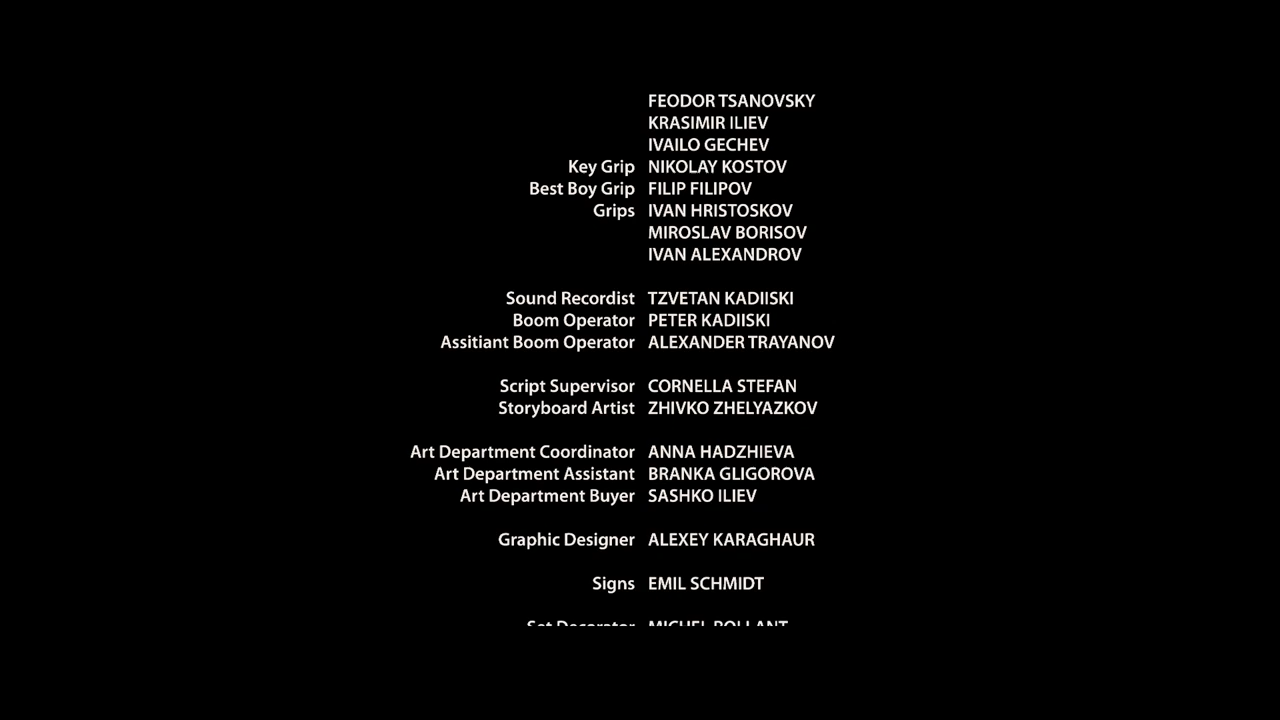 FEODOR TSANOVSKY
KRASIMIR ILIEV
IVAILO GECHEV
Key Grip NIKOLAY KOSTOV
Best Boy Grip FILIP FILIPOV
Grips IVAN HRISTOSKOV
MIROSLAV BORISOV
IVAN ALEXANDROV
Sound Recordist TZVETAN KADIISKI
Boom Operator PETER KADIISKI
Assitiant Boom Operator ALEXANDER TRAYANOV
Script Supervisor CORNELLA STEFAN
Storyboard Artist ZHIVKO ZHELYAZKOV
Art Department Coordinator ANNA HADZHIEVA
Art Department Assistant BRANKA GLIGOROVA
Art Department Buyer SASHKO ILIEV
Graphic Designer ALEXEY KARAGHAUR
Signs EMIL SCHMIDT
Set Decorator MICHEL